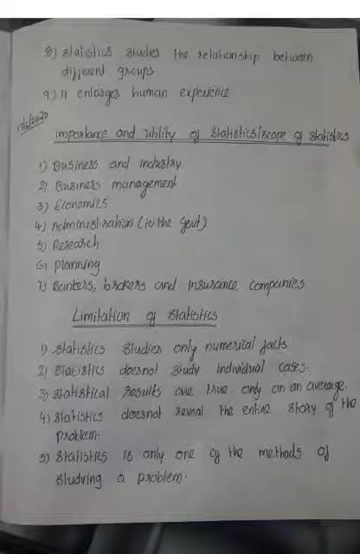 8) Statistics studies the relationship between
different groups
9) It enlarges human experience
Importance and utility of Statistics/scope of statistics
1) Business and industry
2) Business management
3) Economics
4) Administration (to the govt)
5) Research
6) planning
7) Bankers, brokers and Insurance companies
Limitation of Statistics
1) Statistics studies only numerical facts.
2) Statistics doesnot study individual cases.
3) Statistical Results are true only on an average.
4) Statistics doesnot reveal the entire story of the
problem.
5) Statistics is only one of the methods of
studying a problem.